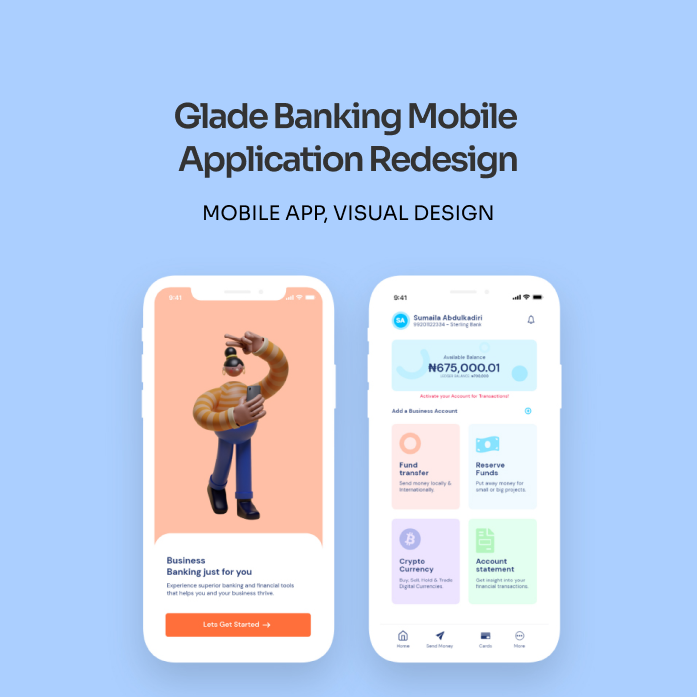 Glade Banking Mobile
Application Redesign
MOBILE APP, VISUAL DESIGN
9:41
Business
Banking just for you
Experience superior banking and financial tools
that helps you and your business thrive.
Lets Get Started →
9:41
SA
Sumaila Abdulkadiri
9920122334 - Sterling Bank
Available Balance
₦675,000.01
Activate your Account for Transactions!
Add a Business Account
Fund
transfer
Send money locally &
Internationally
Reserve
Funds
Put away money for
small or big projects.
Crypto
Currency
Buy, Sell, Hold & Trade
Digital Currencies.
Account
statement
Get insight into your
financial transactions.
Home
Send Money
Cards
More